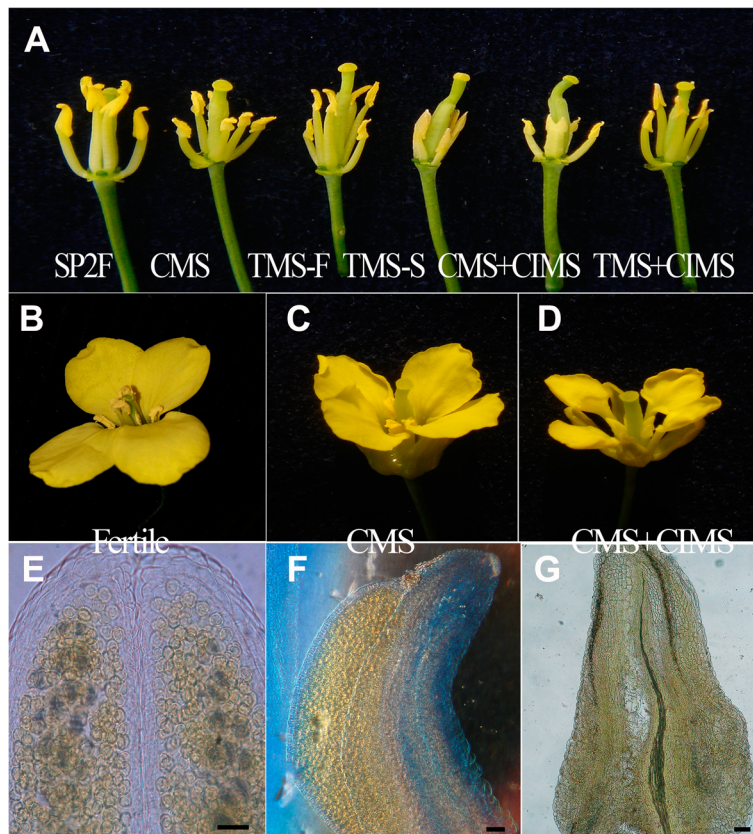 A
SP2F CMS TMS-F TMS-S CMS+CIMS TMS+CIMS
B C D
Fertile CMS CMS+CIMS
E F G